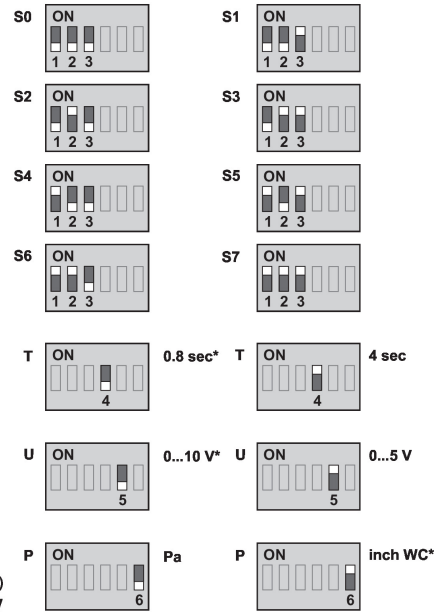 S0 ON S1 ON
1 2 3 1 2 3
S2 ON S3 ON
1 2 3 1 2 3
S4 ON S5 ON
1 2 3 1 2 3
S6 ON S7 ON
1 2 3 1 2 3
T ON 0.8 sec* T ON 4 sec
4 4
U ON 0...10 V* U ON 0...5 V
5 5
P ON Pa P ON inch WC*
)
6 6